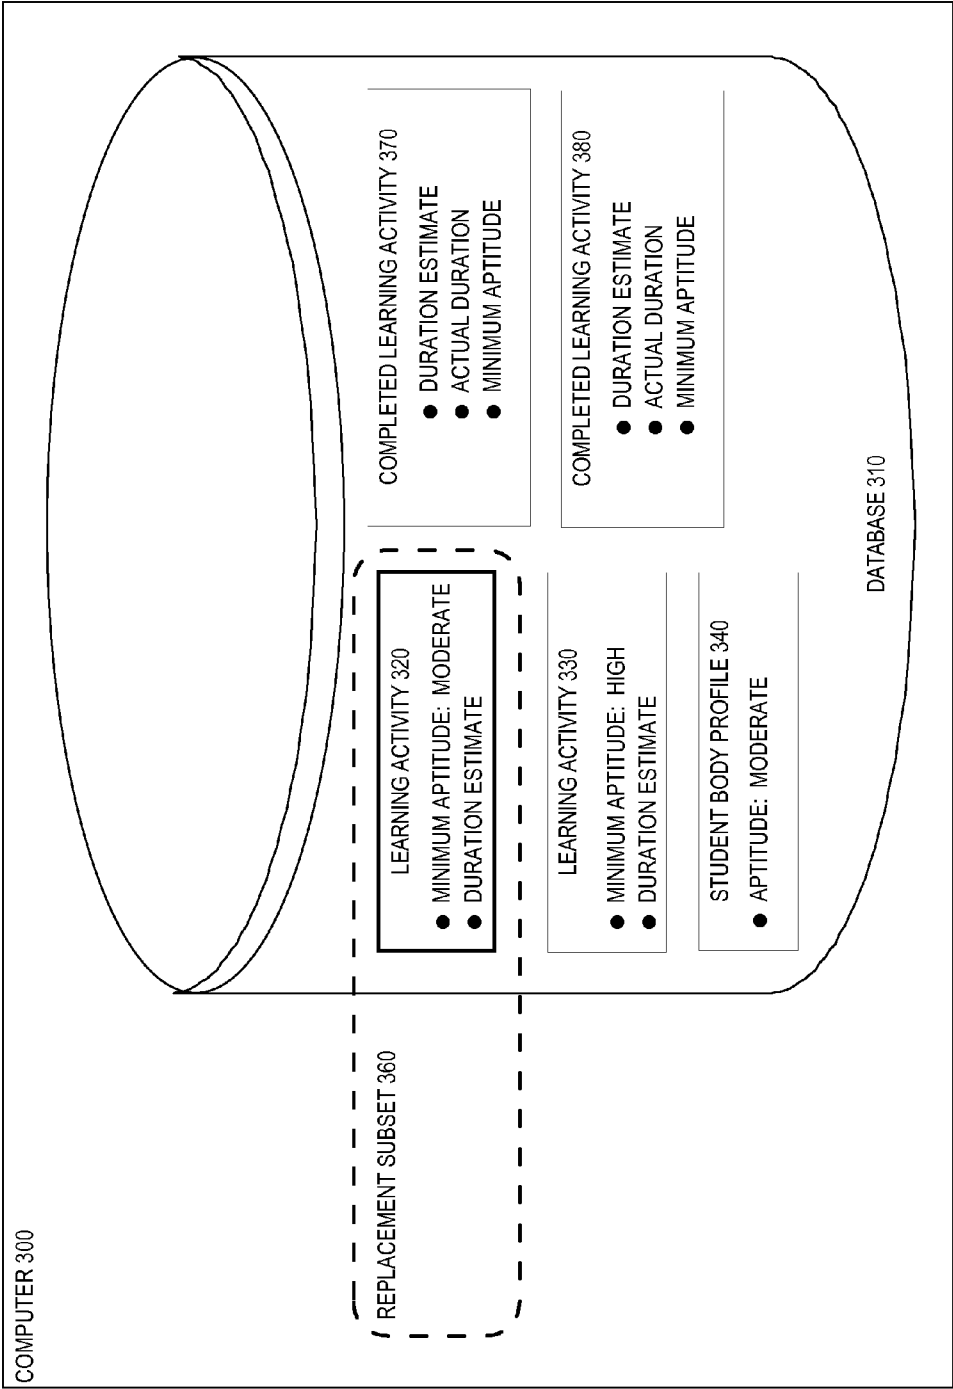 COMPUTER 300
REPLACEMENT SUBSET 360
LEARNING ACTIVITY 320
● MINIMUM APTITUDE: MODERATE
● DURATION ESTIMATE
LEARNING ACTIVITY 330
● MINIMUM APTITUDE: HIGH
● DURATION ESTIMATE
STUDENT BODY PROFILE 340
● APTITUDE: MODERATE
COMPLETED LEARNING ACTIVITY 370
● DURATION ESTIMATE
● ACTUAL DURATION
● MINIMUM APTITUDE
COMPLETED LEARNING ACTIVITY 380
● DURATION ESTIMATE
● ACTUAL DURATION
● MINIMUM APTITUDE
DATABASE 310